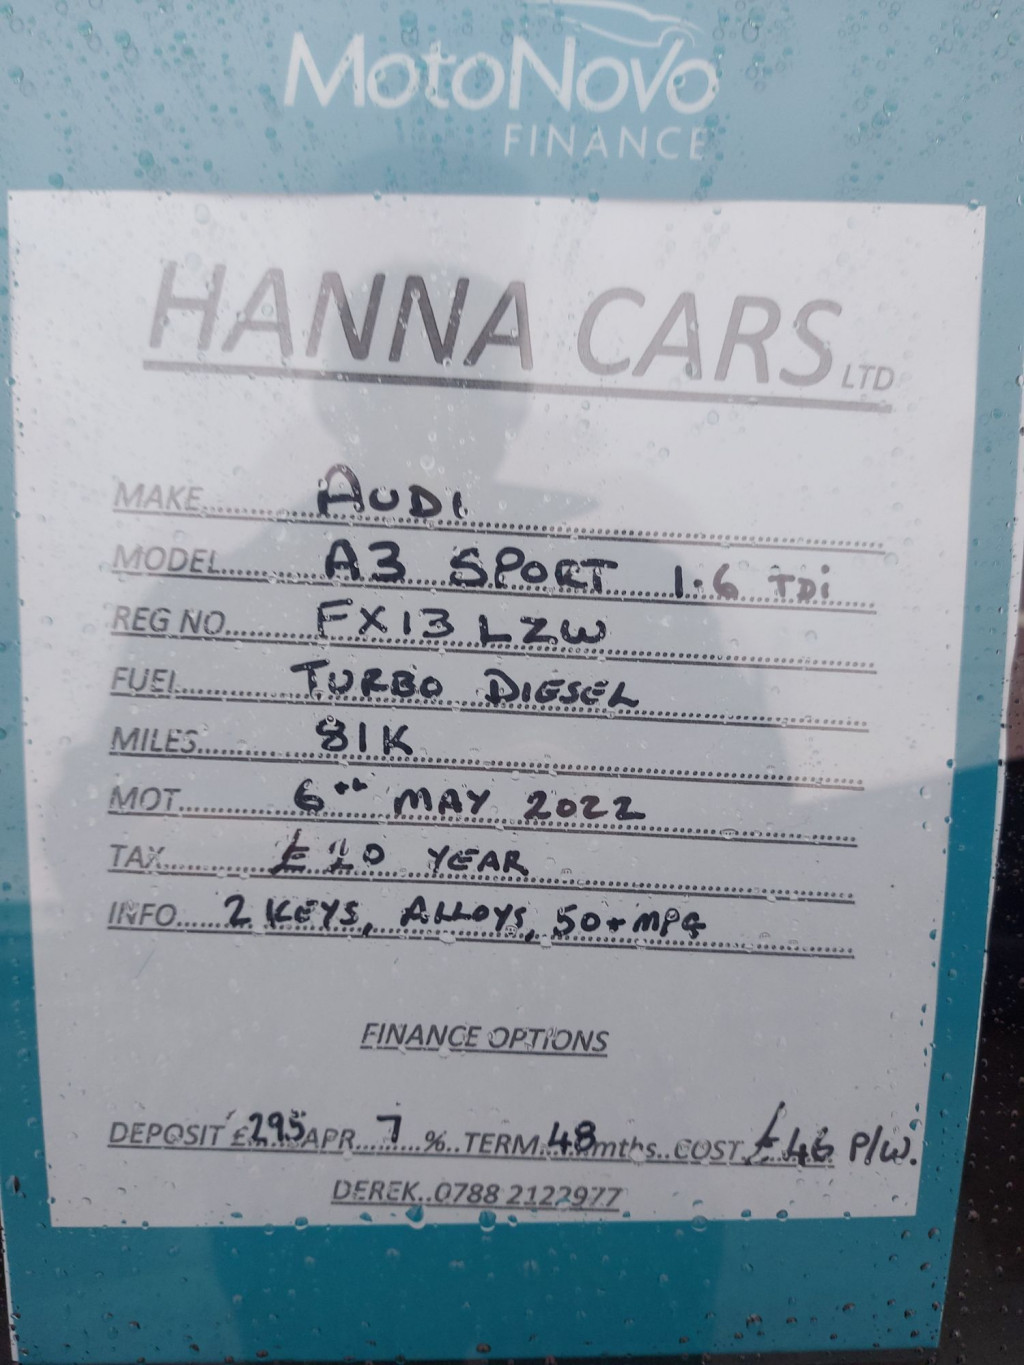 MotoNovo
FINANCE
HANNA CARS LTD
MAKE......... AUDI
MODEL......... A3 SPORT 1.6 TDi
REG NO......... FX13 LZW
FUEL......... TURBO DIESEL
MILES......... 81K
MOT......... 6th MAY 2022
TAX......... £20 YEAR
INFO.... 2 KEYS, ALLOYS, 50+MPG
FINANCE OPTIONS
DEPOSIT £295 APR....7...%..TERM..48mths..COST £46 P/W.
DEREK..0788 2122977